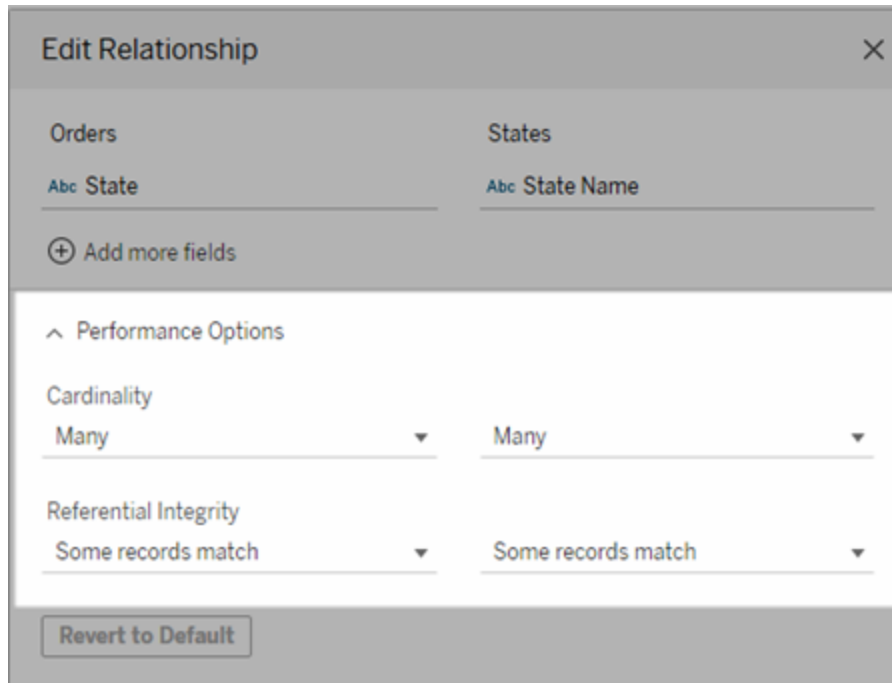 Edit Relationship
Orders States
Abc State Abc State Name
Add more fields
Performance Options
Cardinality
Many Many
Referential Integrity
Some records match Some records match
Revert to Default